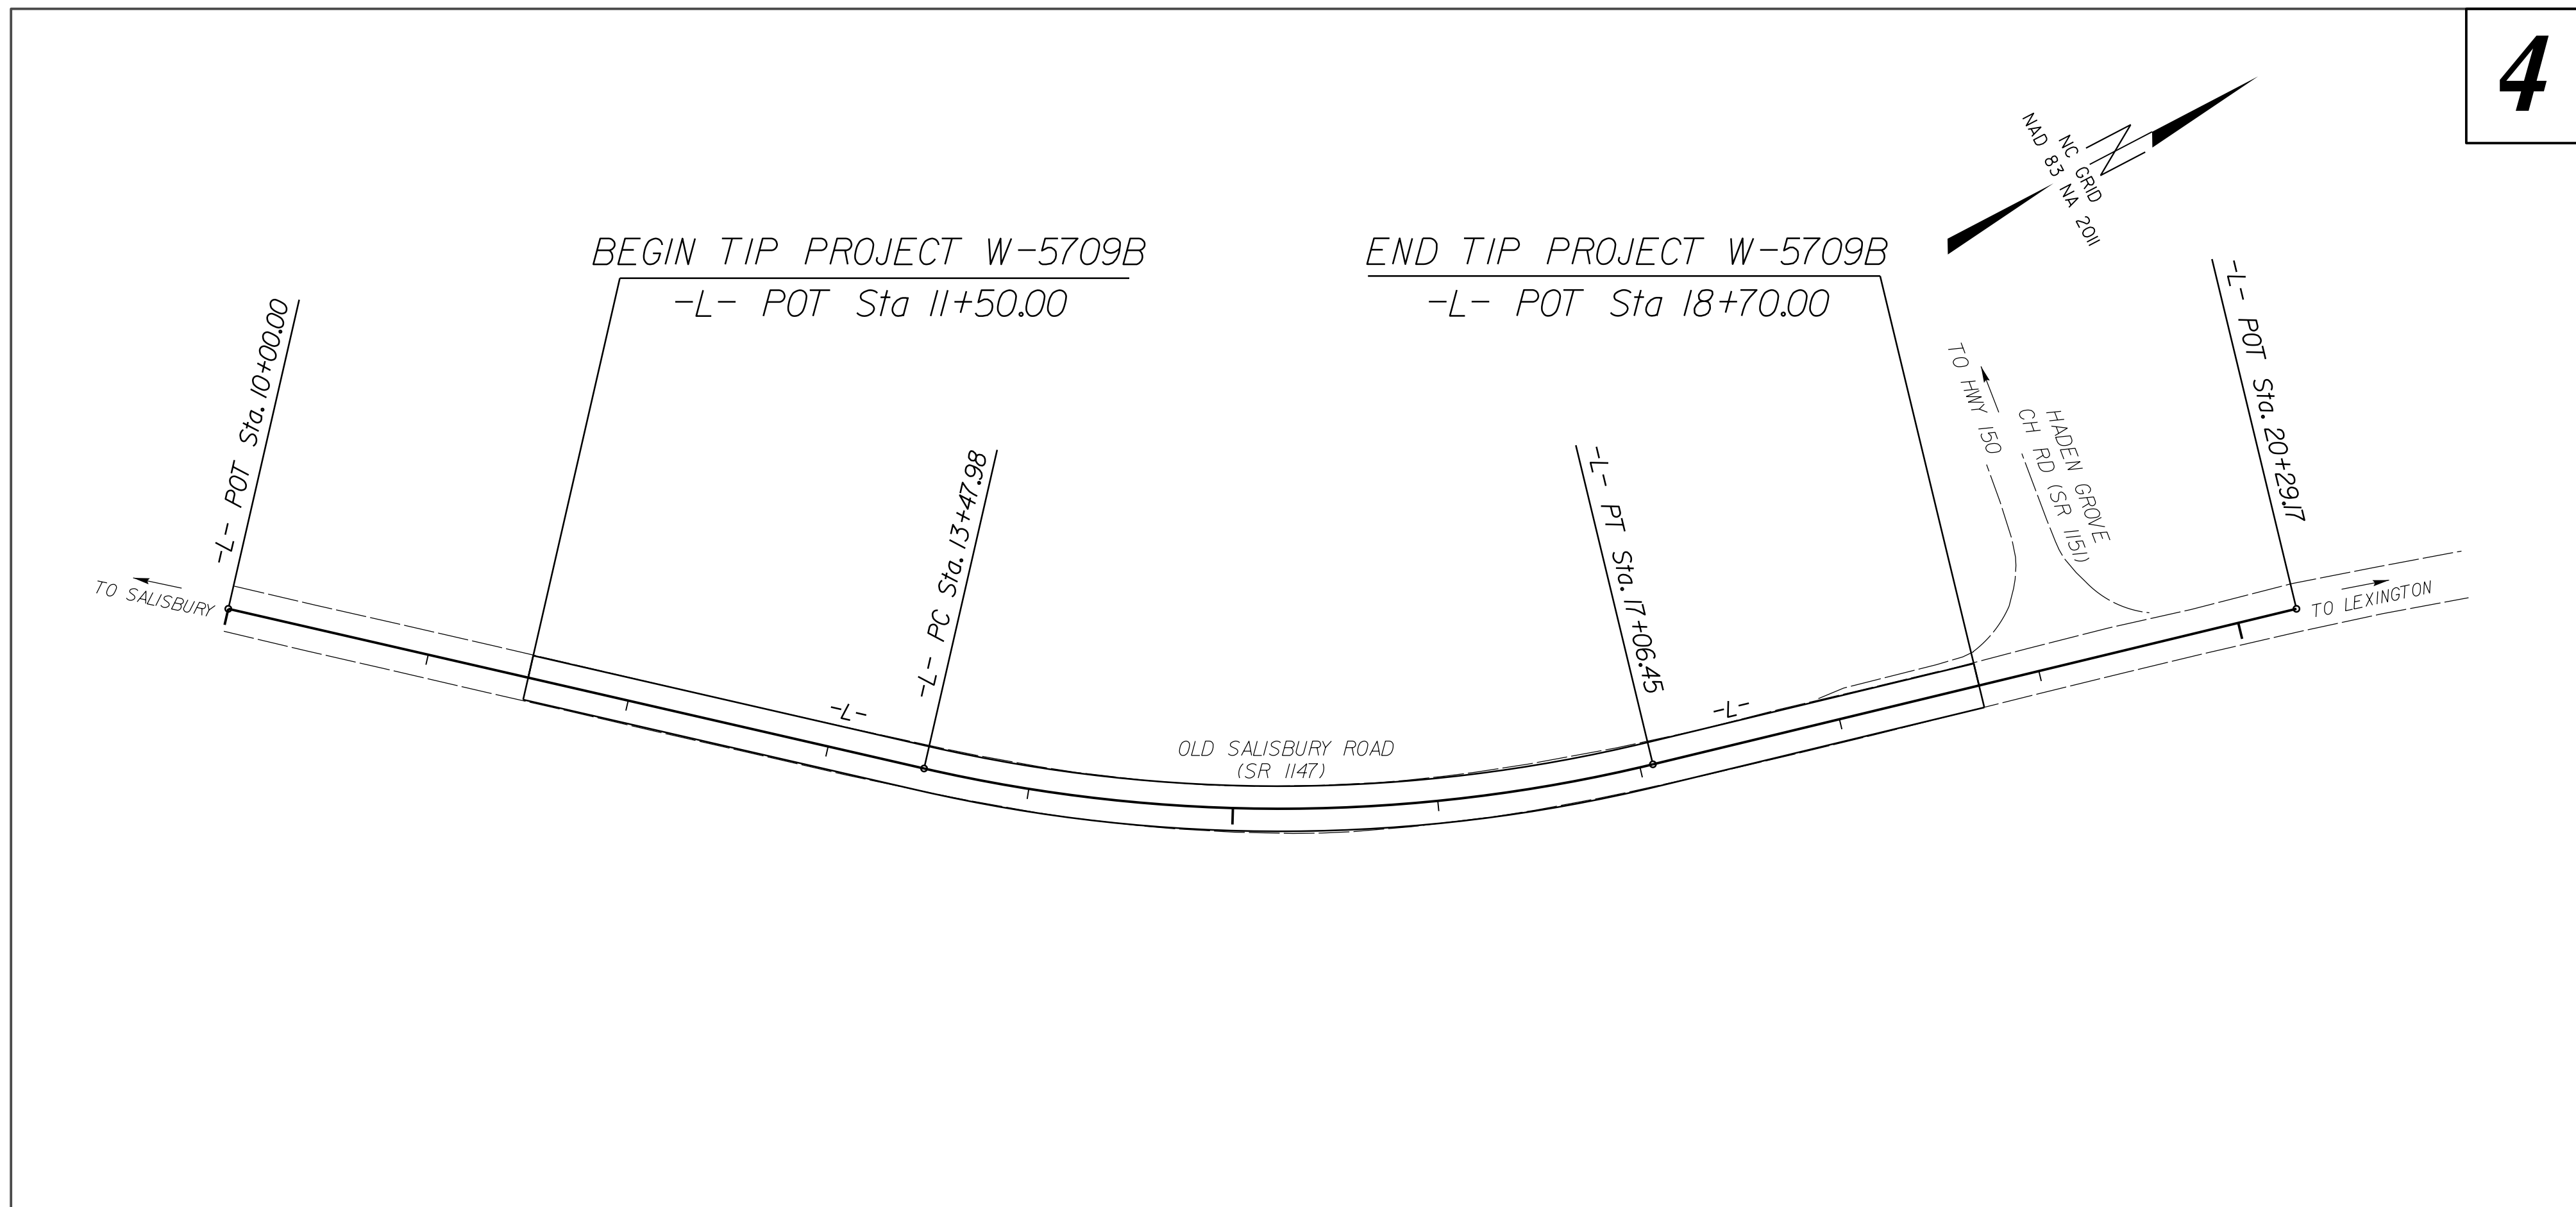 4
NC GRID
NAD 83 NA 2011
BEGIN TIP PROJECT W-5709B
-L- POT Sta 11+50.00
END TIP PROJECT W-5709B
-L- POT Sta 18+70.00
-L- POT Sta. 10+00.00
-L- PC Sta. 13+47.98
-L- PT Sta. 17+06.45
TO HWY 150
HADEN GROVE
CH RD (SR 1151)
-L- POT Sta. 20+29.17
TO SALISBURY
TO LEXINGTON
-L-
-L-
OLD SALISBURY ROAD
(SR 1147)